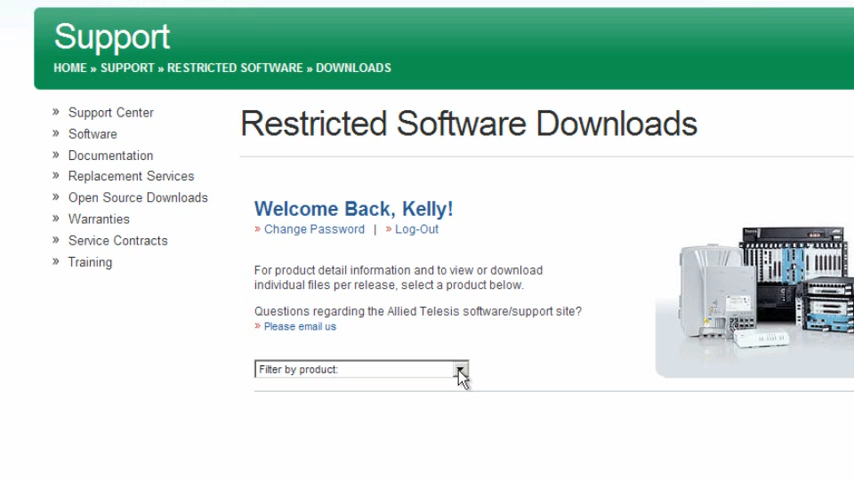 Support
HOME » SUPPORT » RESTRICTED SOFTWARE » DOWNLOADS
» Support Center
» Software
» Documentation
» Replacement Services
» Open Source Downloads
» Warranties
» Service Contracts
» Training
Restricted Software Downloads
Welcome Back, Kelly!
» Change Password | » Log-Out
For product detail information and to view or download
individual files per release, select a product below.
Questions regarding the Allied Telesis software/support site?
» Please email us
Filter by product: